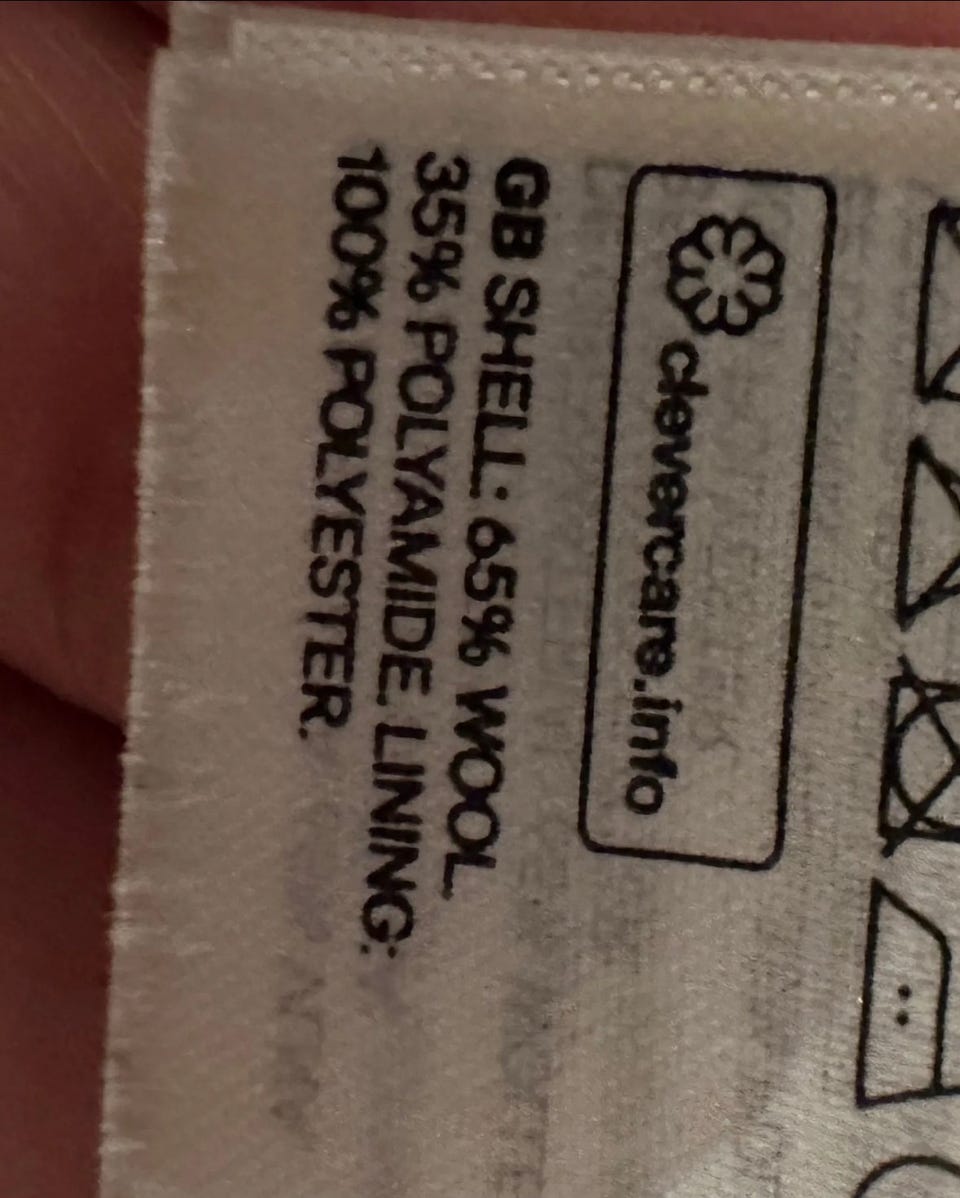 clevercare.info
GB SHELL: 65% WOOL
35% POLYAMIDE LINING:
100% POLYESTER.